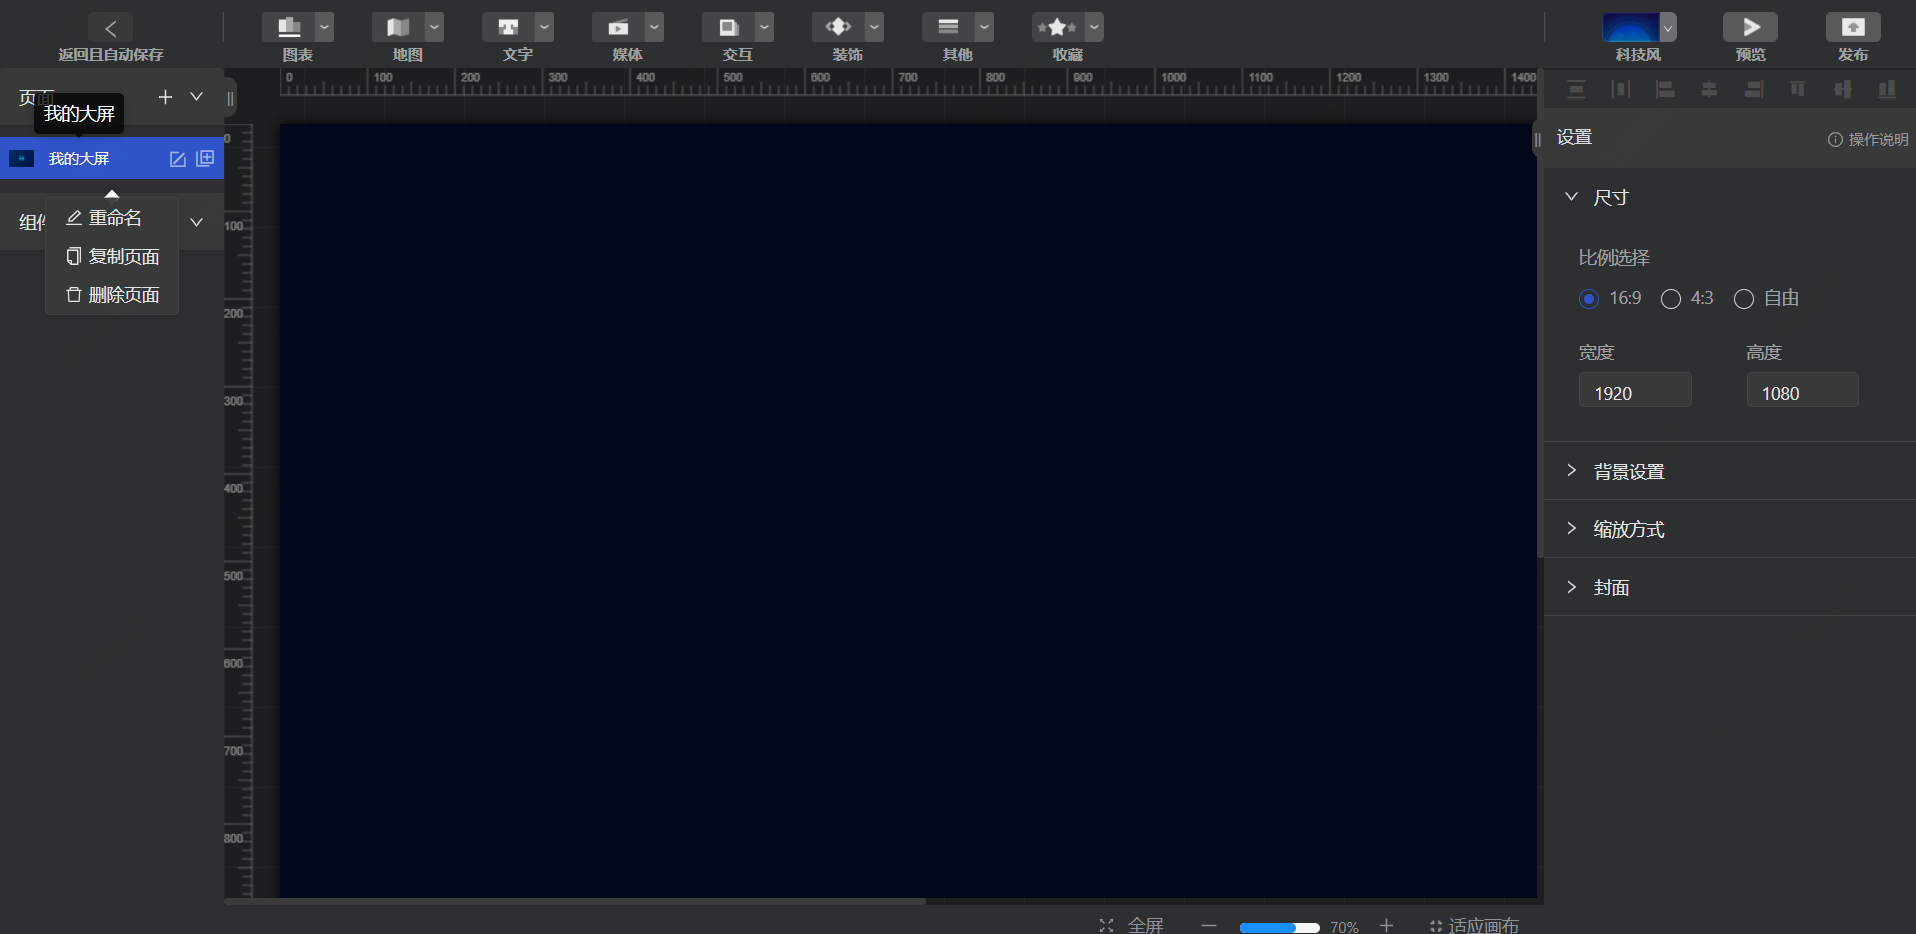 返回且自动保存
图表
地图
文字
媒体
交互
装饰
其他
收藏
科技风
预览
发布
页面
我的大屏
我的大屏
重命名
复制页面
删除页面
0 100 200 300 400 500 600 700 800 900 1000 1100 1200 1300 1400
0
100
200
300
400
500
600
700
800
设置
操作说明
尺寸
比例选择
16:9 4:3 自由
宽度 高度
1920 1080
背景设置
缩放方式
封面
全屏 70% 适应画布